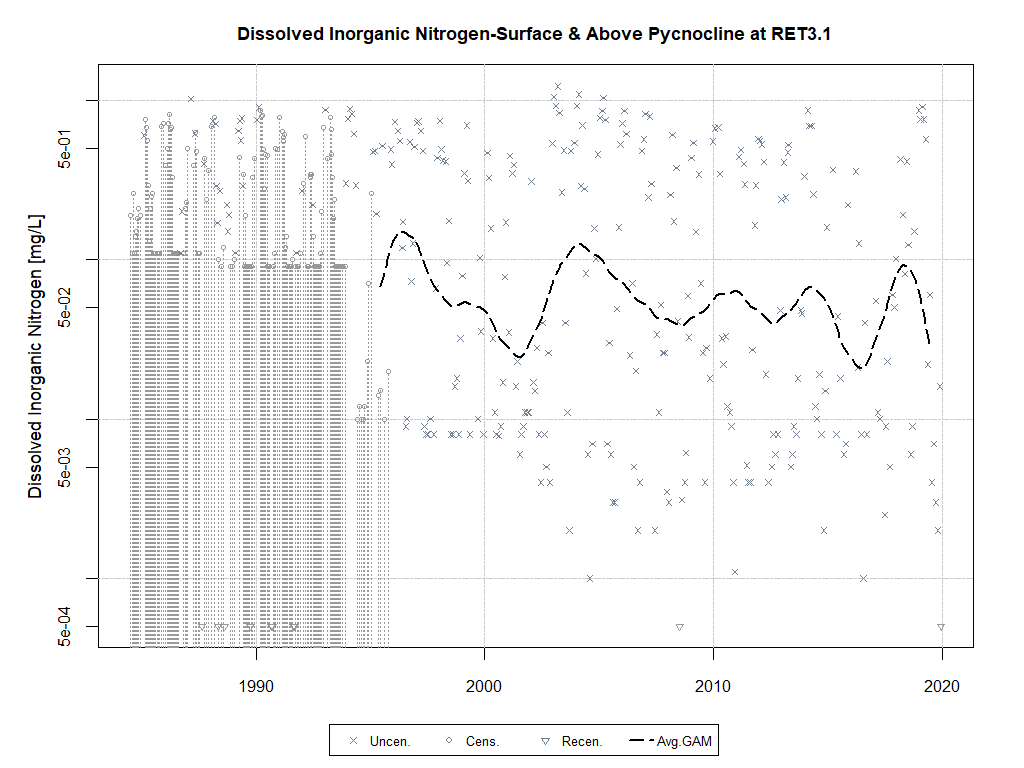 Dissolved Inorganic Nitrogen-Surface & Above Pycnocline at RET3.1
Dissolved Inorganic Nitrogen [mg/L]
5e-01
5e-02
5e-03
5e-04
1990
2000
2010
2020
Uncen.
Cens.
Recen.
Avg.GAM